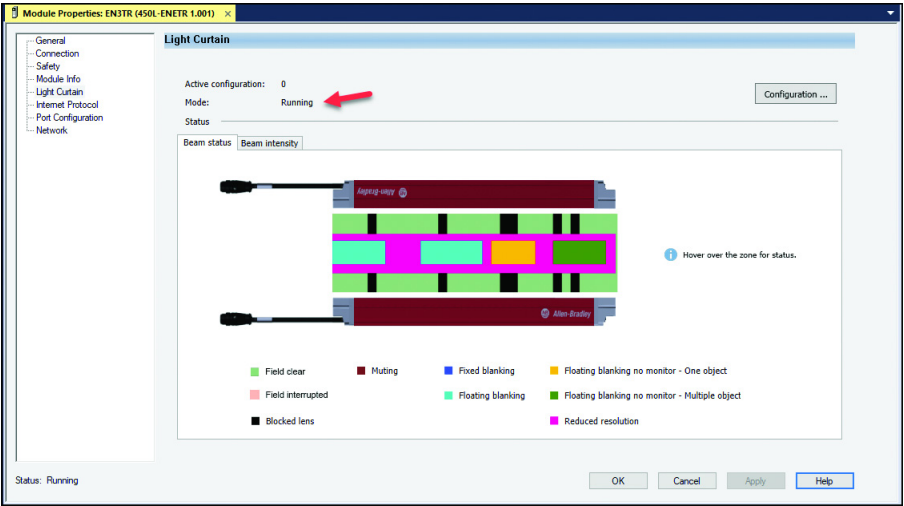 Module Properties: EN3TR (450L-ENETR 1.001) ×
General
Connection
Safety
Module Info
Light Curtain
Internet Protocol
Port Configuration
Network
Light Curtain
Active configuration: 0
Mode: Running
Configuration ...
Status
Beam status Beam intensity
Allen-Bradley
Hover over the zone for status.
Allen-Bradley
Field clear Muting Fixed blanking Floating blanking no monitor - One object
Field interrupted Floating blanking Floating blanking no monitor - Multiple object
Blocked lens Reduced resolution
Status: Running
OK Cancel Apply Help